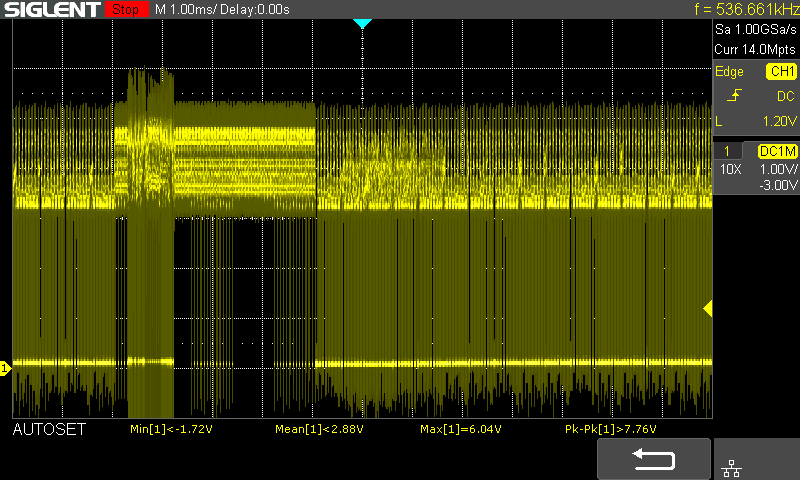 SIGLENT Stop M 1.00ms/ Delay:0.00s f = 536.661kHz
Sa 1.00GSa/s
Curr 14.0Mpts
Edge CH1
DC
L 1.20V
1 DC1M
10X 1.00V/
-3.00V
1
AUTOSET Min[1]<-1.72V Mean[1]<2.88V Max[1]=6.04V Pk-Pk[1]>7.76V